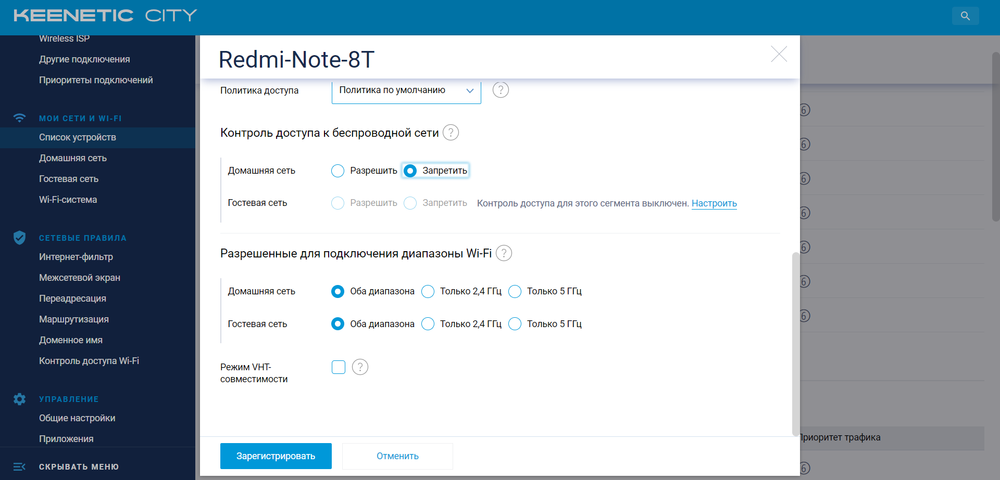 KEENETIC CITY
Wireless ISP
Другие подключения
Приоритеты подключений
МОИ СЕТИ И WI-FI
Список устройств
Домашняя сеть
Гостевая сеть
Wi-Fi-система
СЕТЕВЫЕ ПРАВИЛА
Интернет-фильтр
Межсетевой экран
Переадресация
Маршрутизация
Доменное имя
Контроль доступа Wi-Fi
УПРАВЛЕНИЕ
Общие настройки
Приложения
СКРЫВАТЬ МЕНЮ
Redmi-Note-8T
Политика доступа Политика по умолчанию ?
Контроль доступа к беспроводной сети ?
Домашняя сеть Разрешить Запретить
Гостевая сеть Разрешить Запретить Контроль доступа для этого сегмента выключен. Настроить
Разрешенные для подключения диапазоны Wi-Fi ?
Домашняя сеть Оба диапазона Только 2,4 ГГц Только 5 ГГц
Гостевая сеть Оба диапазона Только 2,4 ГГц Только 5 ГГц
Режим VHT- ?
совместимости
Зарегистрировать Отменить
6
6
6
6
6
6
6
Приоритет трафика
6